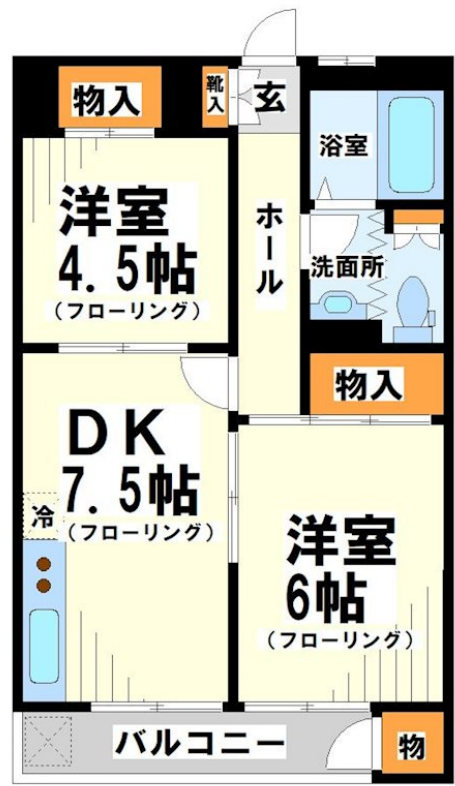 物入
靴入
玄
浴室
洋室
4.5帖
(フローリング)
ホール
洗面所
物入
DK
7.5帖
(フローリング)
冷
洋室
6帖
(フローリング)
バルコニー
物